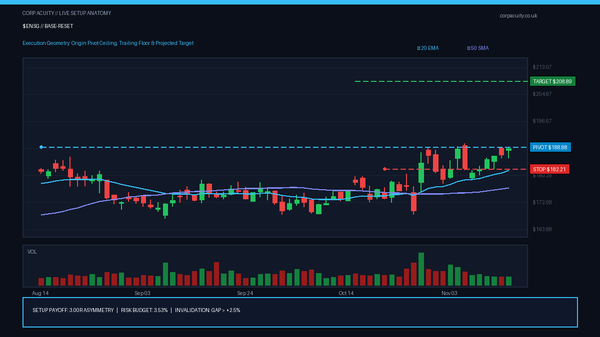 CORP ACUITY // LIVE SETUP ANATOMY
corpacuity.co.uk
$ENSG // BASE-RESET
Execution Geometry: Origin Pivot Ceiling, Trailing Floor & Projected Target
20 EMA
50 SMA
TARGET $208.89
$196.67
PIVOT $188.88
STOP $182.21
VOL
Aug 14
Sep 03
Sep 24
Oct 14
Nov 03
SETUP PAYOFF: 3.00R ASYMMETRY | RISK BUDGET: 3.53% | INVALIDATION: GAP > +2.5%